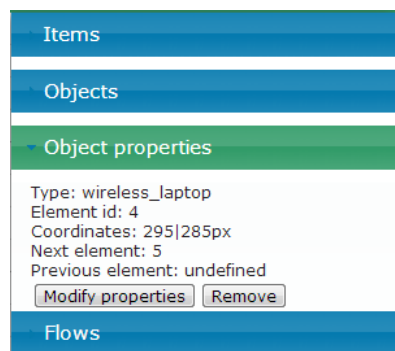 Items
Objects
Object properties
Type: wireless_laptop
Element id: 4
Coordinates: 295|285px
Next element: 5
Previous element: undefined
Modify properties Remove
Flows